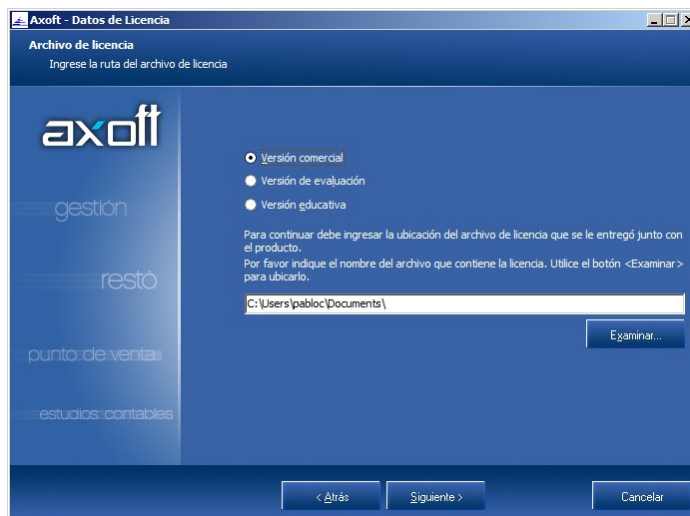 Axoft - Datos de Licencia
Archivo de licencia
Ingrese la ruta del archivo de licencia
axoft
gestión
restó
punto de venta
estudios contables
Versión comercial
Versión de evaluación
Versión educativa
Para continuar debe ingresar la ubicación del archivo de licencia que se le entregó junto con
el producto.
Por favor indique el nombre del archivo que contiene la licencia. Utilice el botón <Examinar>
para ubicarlo.
C:\Users\pabloc\Documents\
Examinar...
< Atrás
Siguiente >
Cancelar